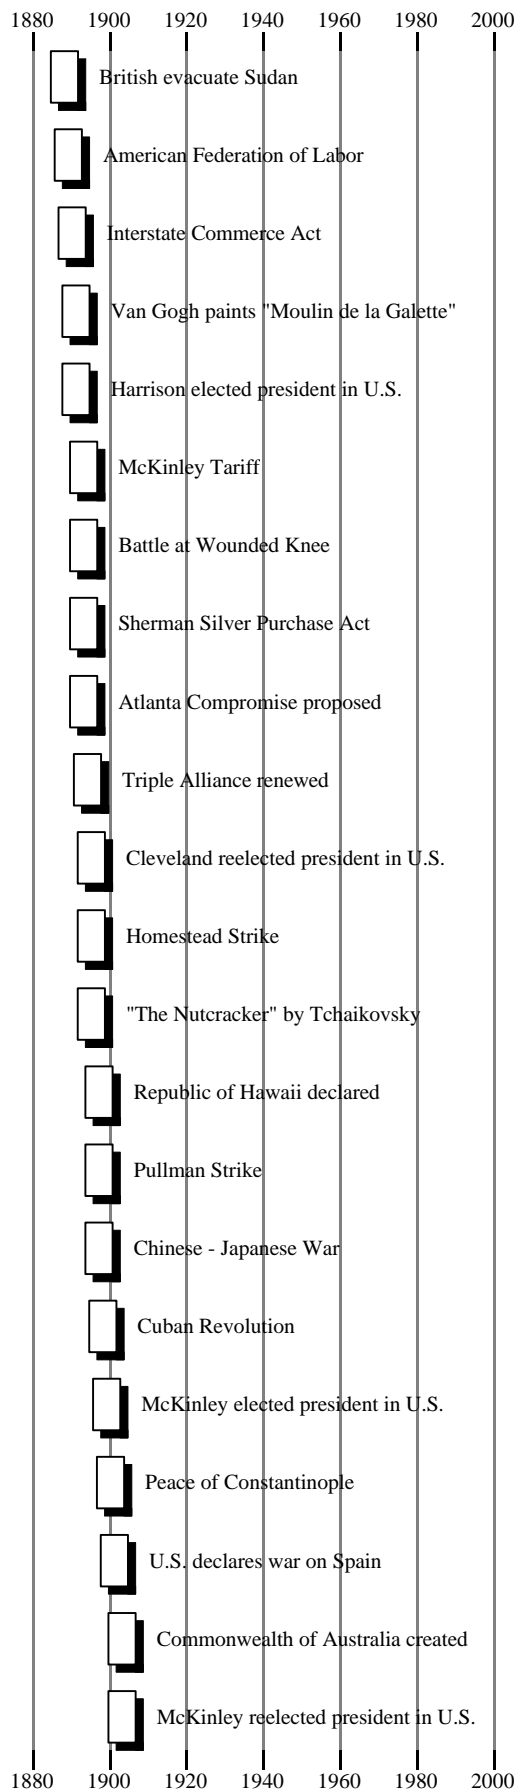 1880 1900 1920 1940 1960 1980 2000
British evacuate Sudan
American Federation of Labor
Interstate Commerce Act
Van Gogh paints "Moulin de la Galette"
Harrison elected president in U.S.
McKinley Tariff
Battle at Wounded Knee
Sherman Silver Purchase Act
Atlanta Compromise proposed
Triple Alliance renewed
Cleveland reelected president in U.S.
Homestead Strike
"The Nutcracker" by Tchaikovsky
Republic of Hawaii declared
Pullman Strike
Chinese - Japanese War
Cuban Revolution
McKinley elected president in U.S.
Peace of Constantinople
U.S. declares war on Spain
Commonwealth of Australia created
McKinley reelected president in U.S.
1880 1900 1920 1940 1960 1980 2000